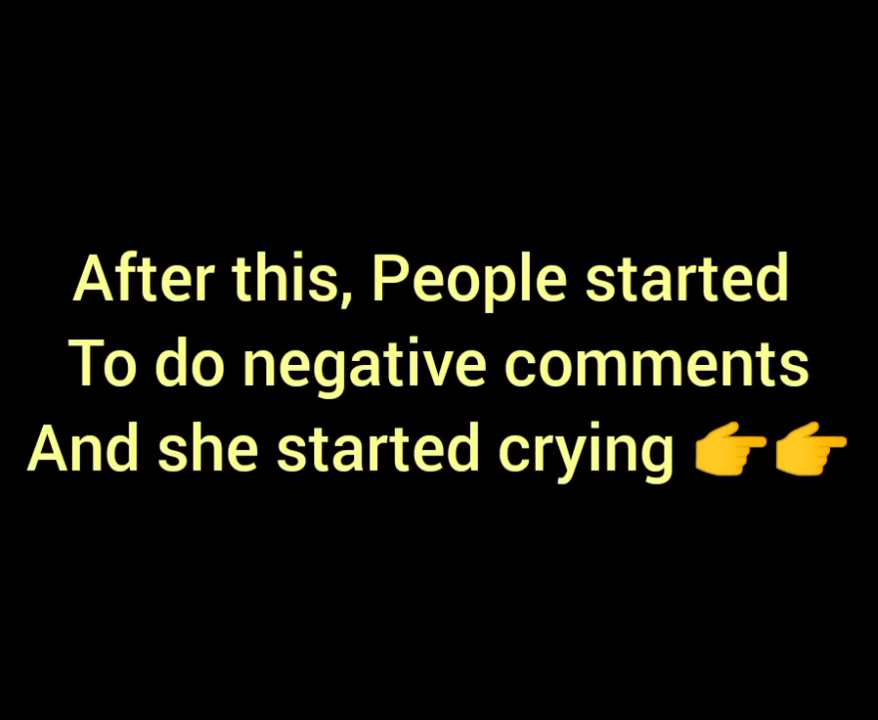 After this, People started
To do negative comments
And she started crying 👉👉